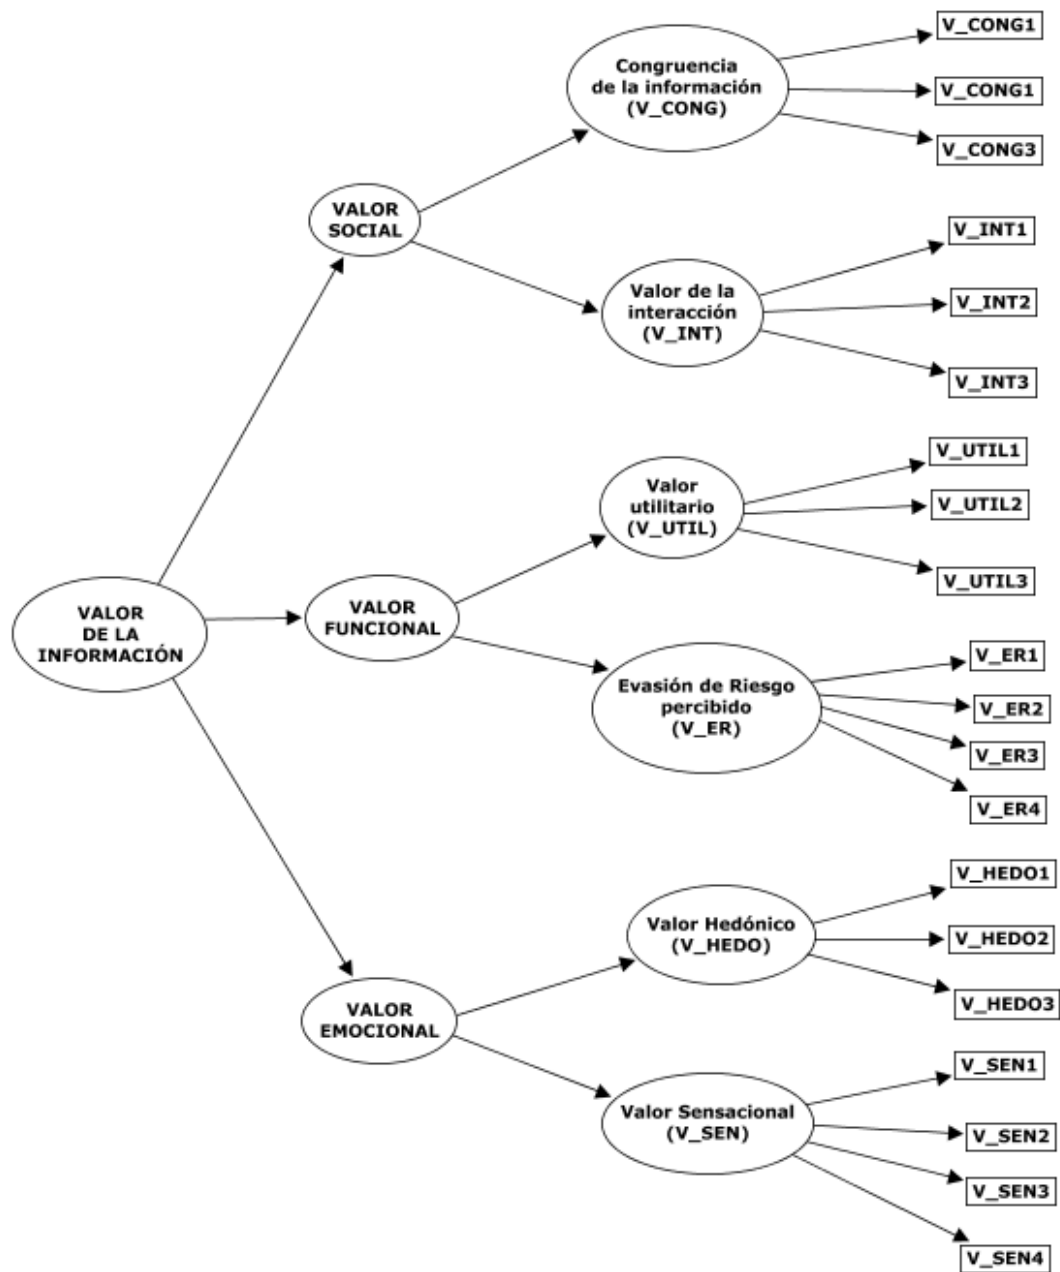 V_CONG1
Congruencia
de la información
(V_CONG)
V_CONG1
V_CONG3
VALOR
SOCIAL
V_INT1
Valor de la
interacción
(V_INT)
V_INT2
V_INT3
V_UTIL1
Valor
utilitario
(V_UTIL)
V_UTIL2
V_UTIL3
VALOR
DE LA
INFORMACIÓN
VALOR
FUNCIONAL
V_ER1
Evasión de Riesgo
percibido
(V_ER)
V_ER2
V_ER3
V_ER4
V_HEDO1
Valor Hedónico
(V_HEDO)
V_HEDO2
V_HEDO3
VALOR
EMOCIONAL
V_SEN1
Valor Sensacional
(V_SEN)
V_SEN2
V_SEN3
V_SEN4